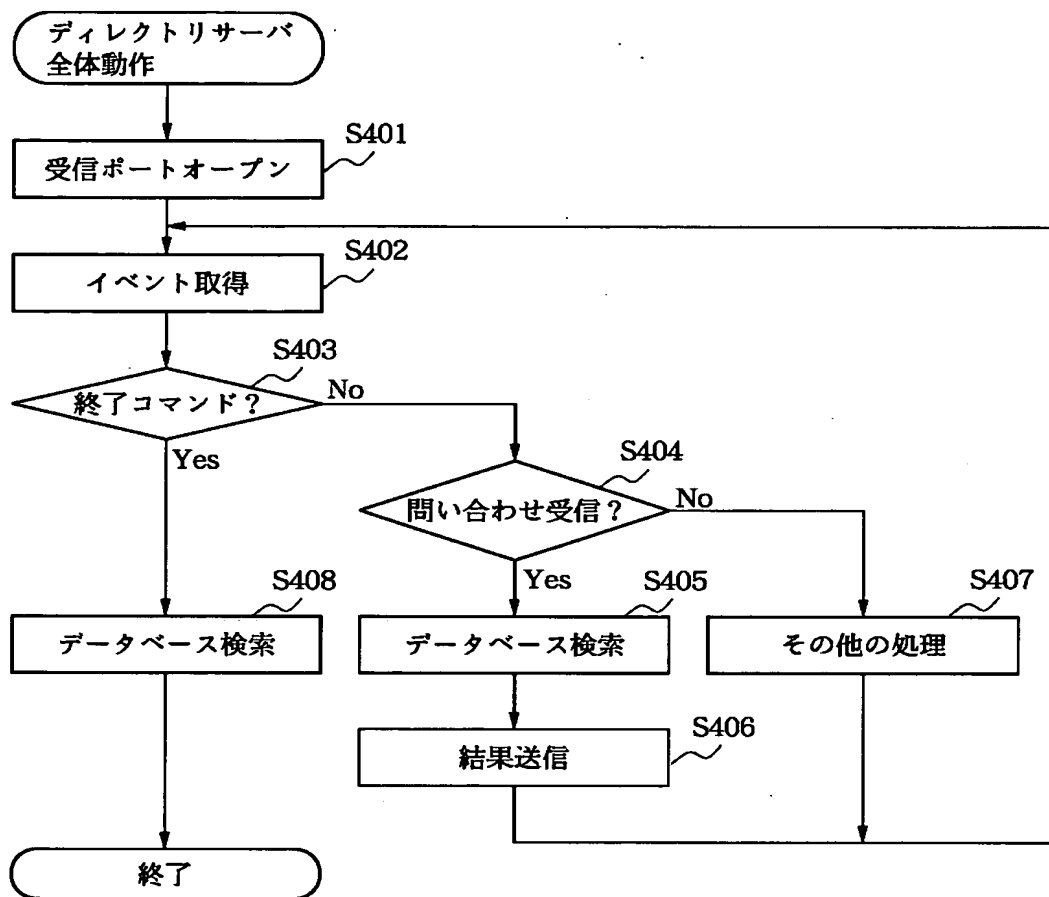 ディレクトリサーバ
全体動作
S401
受信ポートオープン
S402
イベント取得
S403
終了コマンド？
No
Yes
S404
問い合わせ受信？
No
Yes
S408
データベース検索
S405
データベース検索
S407
その他の処理
S406
結果送信
終了